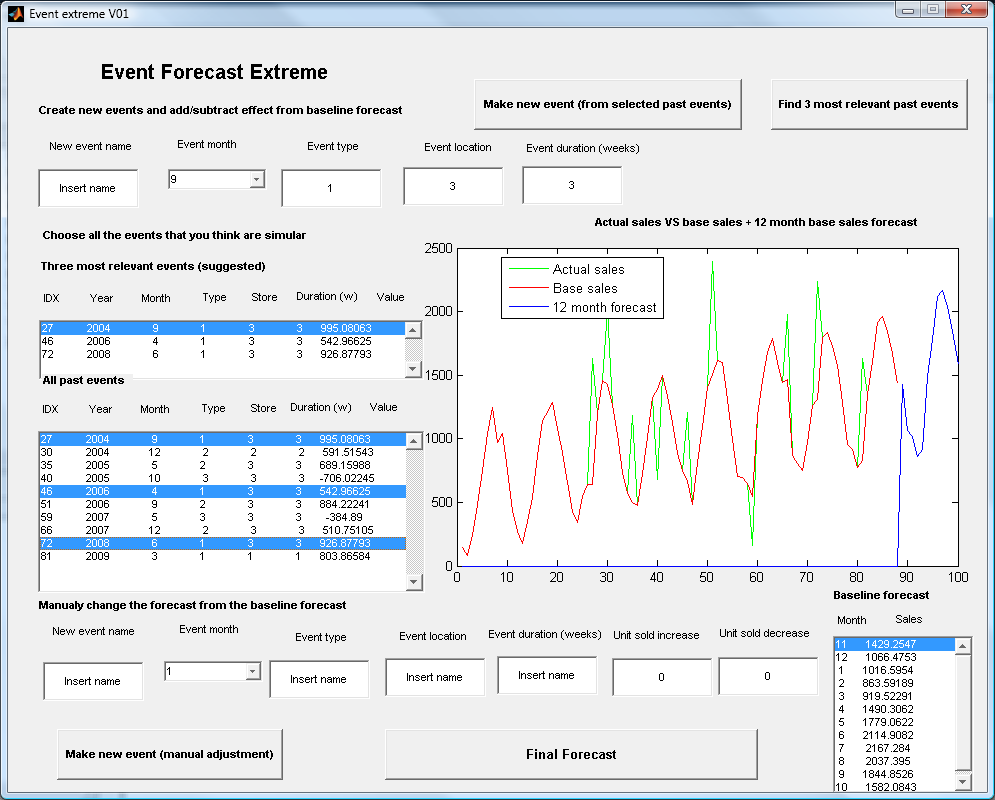 Event extreme V01
Event Forecast Extreme
Make new event (from selected past events)
Find 3 most relevant past events
Create new events and add/subtract effect from baseline forecast
New event name Event month Event type Event location Event duration (weeks)
Insert name 9 1 3 3
Choose all the events that you think are simular
Three most relevant events (suggested)
IDX Year Month Type Store Duration (w) Value
27 2004 9 1 3 3 995.08063
46 2006 4 1 3 3 542.96625
72 2008 6 1 3 3 926.87793
All past events
IDX Year Month Type Store Duration (w) Value
27 2004 9 1 3 3 995.08063
30 2004 12 2 2 2 591.51543
35 2005 5 2 3 3 689.15988
40 2005 10 3 3 3 -706.02245
46 2006 4 1 3 3 542.96625
51 2006 9 2 3 3 884.22241
59 2007 5 3 3 3 -384.89
66 2007 12 2 3 3 510.75105
72 2008 6 1 3 3 926.87793
81 2009 3 1 1 1 803.86584
Actual sales VS base sales + 12 month base sales forecast
2500
2000
1500
1000
500
0
Actual sales
Base sales
12 month forecast
0 10 20 30 40 50 60 70 80 90 100
Manualy change the forecast from the baseline forecast
New event name Event month Event type Event location Event duration (weeks) Unit sold increase Unit sold decrease
Insert name 1 Insert name Insert name Insert name 0 0
Make new event (manual adjustment)
Final Forecast
Baseline forecast
Month Sales
11 1429.2547
12 1066.4753
1 1016.5954
2 863.59189
3 919.52291
4 1490.3062
5 1779.0622
6 2114.9082
7 2167.284
8 2037.395
9 1844.8526
10 1582.0843